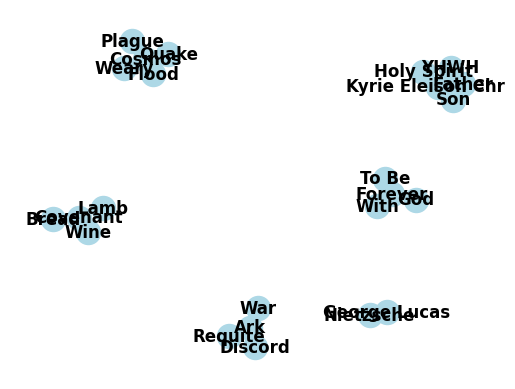 Plague
Quake
Cosmos
Flood
YHWH
Holy Spirit
Father
Kyrie Eleison Chr
Son
To Be
Forever
God
With
Lamb
Covenant
Bread
Wine
War
George Lucas
Nietzsche
Ark
Requite
Discord